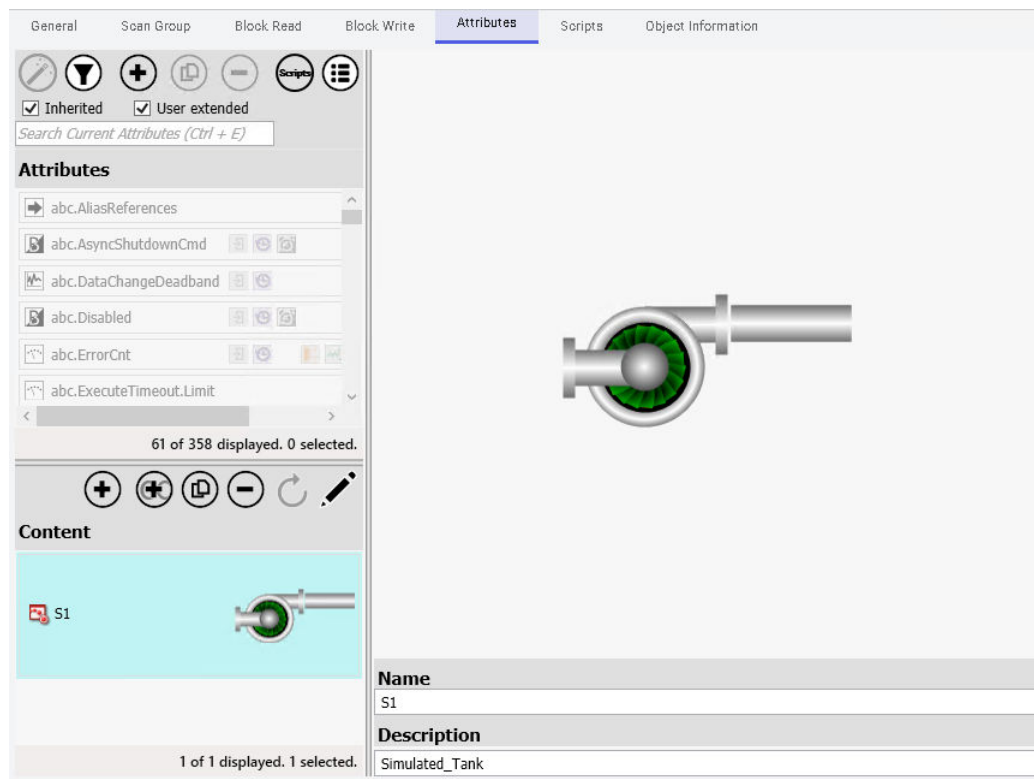 General Scan Group Block Read Block Write Attributes Scripts Object Information
Scripts
Inherited User extended
Search Current Attributes (Ctrl + E)
Attributes
abc.AliasReferences
abc.AsyncShutdownCmd
abc.DataChangeDeadband
abc.Disabled
abc.ErrorCnt
abc.ExecuteTimeout.Limit
61 of 358 displayed. 0 selected.
Content
S1
1 of 1 displayed. 1 selected.
Name
S1
Description
Simulated_Tank